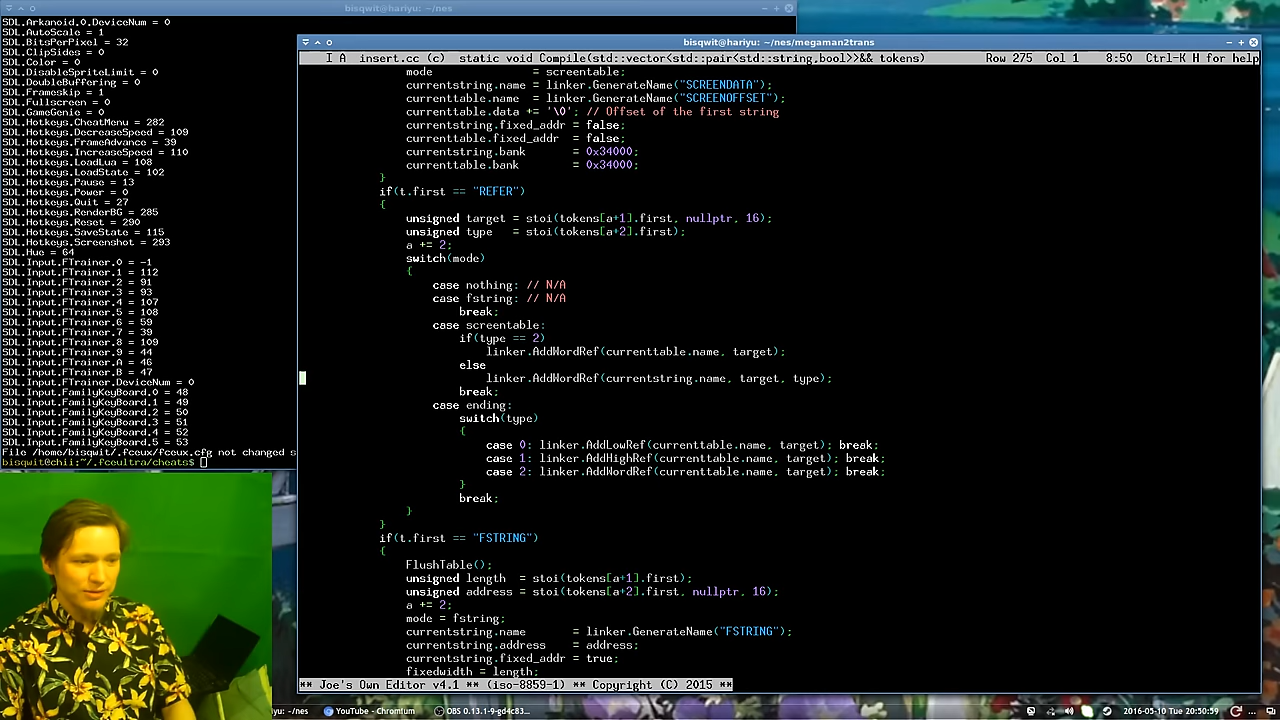 bisqwit@hariyu: ~/nes
SDL.Arkanoid.0.DeviceNum = 0
SDL.AutoScale = 1
SDL.BitsPerPixel = 32
SDL.ClipSides = 0
SDL.Color = 0
SDL.DisableSpriteLimit = 0
SDL.DoubleBuffering = 0
SDL.Frameskip = 1
SDL.Fullscreen = 0
SDL.GameGenie = 0
SDL.Hotkeys.CheatMenu = 282
SDL.Hotkeys.DecreaseSpeed = 109
SDL.Hotkeys.FrameAdvance = 39
SDL.Hotkeys.IncreaseSpeed = 110
SDL.Hotkeys.LoadLua = 108
SDL.Hotkeys.LoadState = 102
SDL.Hotkeys.Pause = 13
SDL.Hotkeys.Power = 0
SDL.Hotkeys.Quit = 27
SDL.Hotkeys.RenderBG = 285
SDL.Hotkeys.Reset = 290
SDL.Hotkeys.SaveState = 115
SDL.Hotkeys.Screenshot = 293
SDL.Hue = 64
SDL.Input.FTrainer.0 = -1
SDL.Input.FTrainer.1 = 112
SDL.Input.FTrainer.2 = 91
SDL.Input.FTrainer.3 = 93
SDL.Input.FTrainer.4 = 107
SDL.Input.FTrainer.5 = 108
SDL.Input.FTrainer.6 = 59
SDL.Input.FTrainer.7 = 39
SDL.Input.FTrainer.8 = 109
SDL.Input.FTrainer.9 = 44
SDL.Input.FTrainer.A = 46
SDL.Input.FTrainer.B = 47
SDL.Input.FTrainer.DeviceNum = 0
SDL.Input.FamilyKeyBoard.0 = 48
SDL.Input.FamilyKeyBoard.1 = 49
SDL.Input.FamilyKeyBoard.2 = 50
SDL.Input.FamilyKeyBoard.3 = 51
SDL.Input.FamilyKeyBoard.4 = 52
SDL.Input.FamilyKeyBoard.5 = 53
File /home/bisqwit/.fceux/fceux.cfg not changed s
bisqwit@chii:~/.fceultra/cheats$
bisqwit@hariyu: ~/nes/megaman2trans
I A insert.cc (c) static void Compile(std::vector<std::pair<std::string,bool>>&& tokens) Row 275 Col 1 8:50 Ctrl-K H for help
mode = screentable;
currentstring.name = linker.GenerateName("SCREENDATA");
currenttable.name = linker.GenerateName("SCREENOFFSET");
currenttable.data += '\0'; // Offset of the first string
currentstring.fixed_addr = false;
currenttable.fixed_addr = false;
currentstring.bank = 0x34000;
currenttable.bank = 0x34000;
}
if(t.first == "REFER")
{
unsigned target = stoi(tokens[a+1].first, nullptr, 16);
unsigned type = stoi(tokens[a+2].first);
a += 2;
switch(mode)
{
case nothing: // N/A
case fstring: // N/A
break;
case screentable:
if(type == 2)
linker.AddWordRef(currenttable.name, target);
else
linker.AddWordRef(currentstring.name, target, type);
break;
case ending:
switch(type)
{
case 0: linker.AddLowRef(currenttable.name, target); break;
case 1: linker.AddHighRef(currenttable.name, target); break;
case 2: linker.AddWordRef(currenttable.name, target); break;
}
break;
}
}
if(t.first == "FSTRING")
{
FlushTable();
unsigned length = stoi(tokens[a+1].first);
unsigned address = stoi(tokens[a+2].first, nullptr, 16);
a += 2;
mode = fstring;
currentstring.name = linker.GenerateName("FSTRING");
currentstring.address = address;
currentstring.fixed_addr = true;
fixedwidth = length;
** Joe's Own Editor v4.1 ** (iso-8859-1) ** Copyright (C) 2015 **
iyu: ~/nes YouTube - Chromium OBS 0.13.1-9-gd4c83... 2016-05-10 Tue 20:50:59